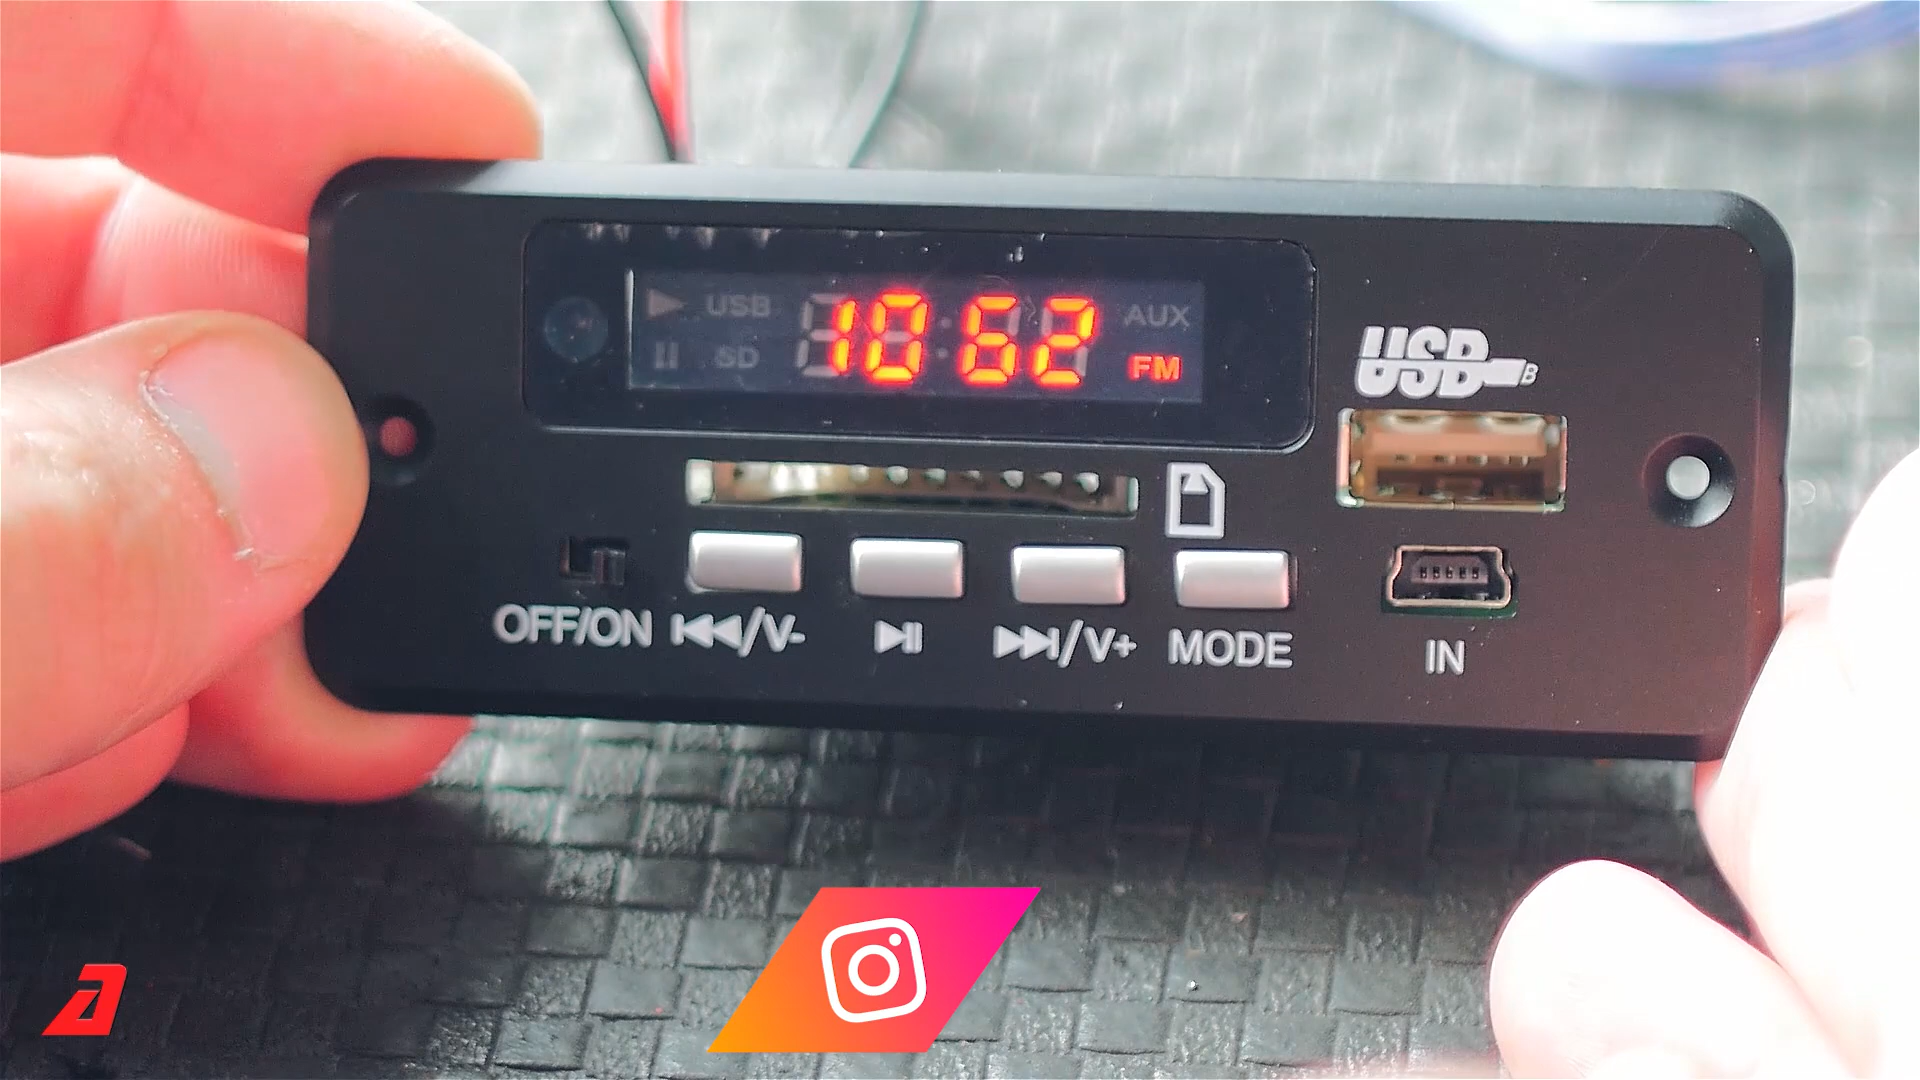 USB
1062
AUX
SD
FM
USB
B
OFF/ON
/V-
/V+
MODE
IN